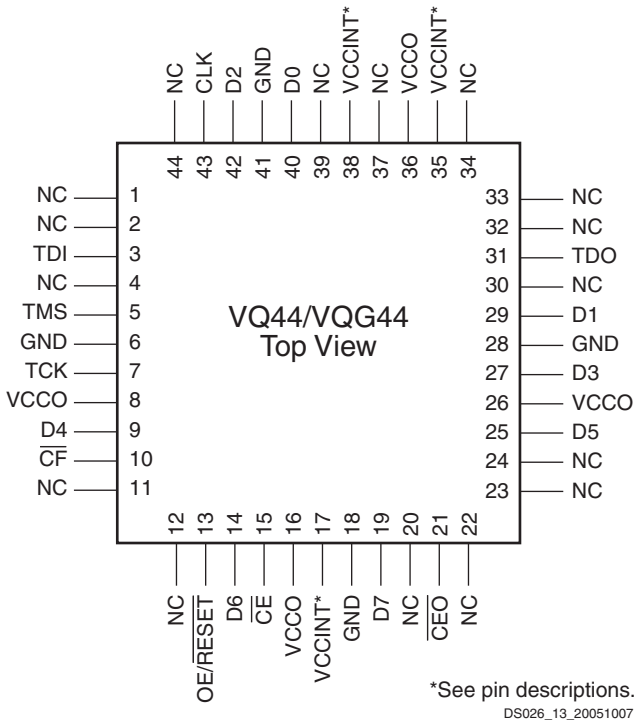 NC
CLK
D2
GND
D0
NC
VCCINT*
NC
VCCO
VCCINT*
NC
44
43
42
41
40
39
38
37
36
35
34
NC 1
NC 2
TDI 3
NC 4
TMS 5
GND 6
TCK 7
VCCO 8
D4 9
C̅F̅ 10
NC 11
VQ44/VQG44
Top View
33 NC
32 NC
31 TDO
30 NC
29 D1
28 GND
27 D3
26 VCCO
25 D5
24 NC
23 NC
12
13
14
15
16
17
18
19
20
21
22
NC
OE/R̅E̅S̅E̅T̅
D6
C̅E̅
VCCO
VCCINT*
GND
D7
NC
C̅E̅O̅
NC
*See pin descriptions.
DS026_13_20051007